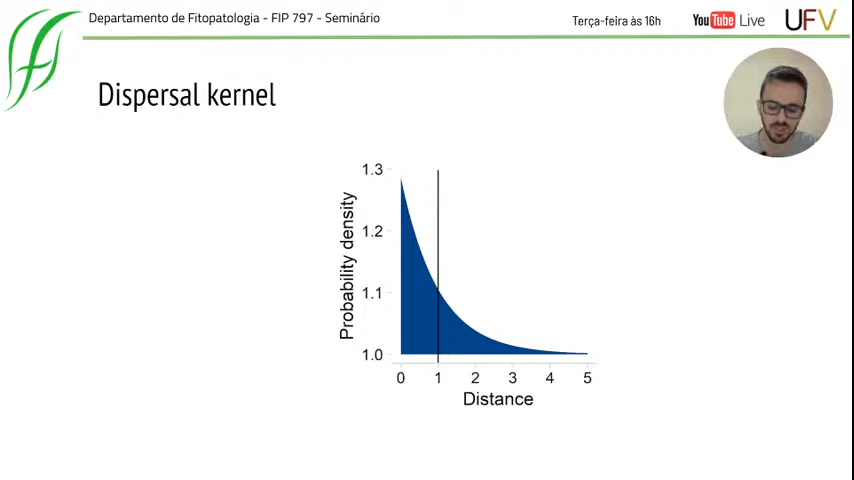 Departamento de Fitopatologia - FIP 797 - Seminário
Terça-feira às 16h
YouTube Live
UFV
Dispersal kernel
1.3
1.2
1.1
1.0
Probability density
0 1 2 3 4 5
Distance